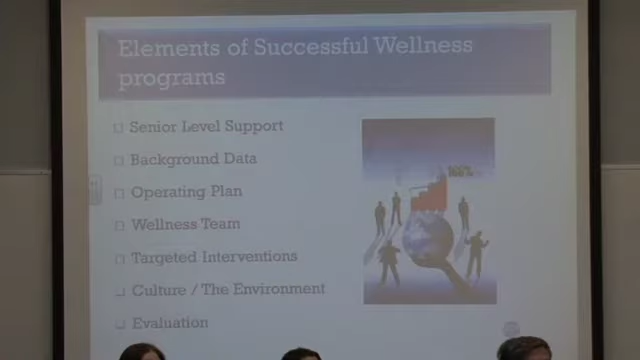 Elements of Successful Wellness
programs
Senior Level Support
Background Data
Operating Plan
Wellness Team
Targeted Interventions
Culture / The Environment
Evaluation